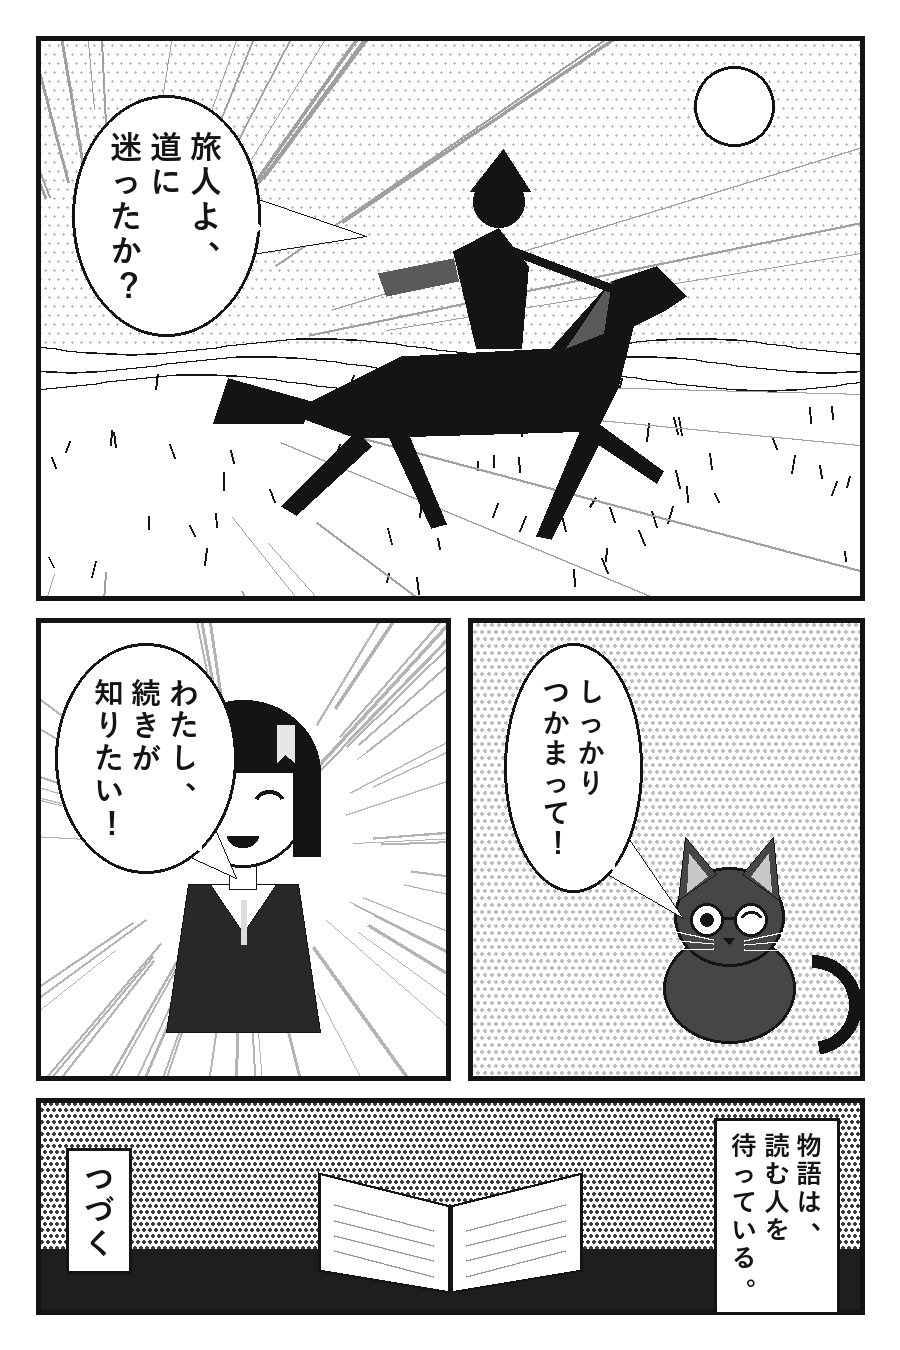 旅人よ、
道に
迷ったか？
しっかり
つかまって！
わたし、
続きが
知りたい！
物語は、
読む人を
待っている。
つづく